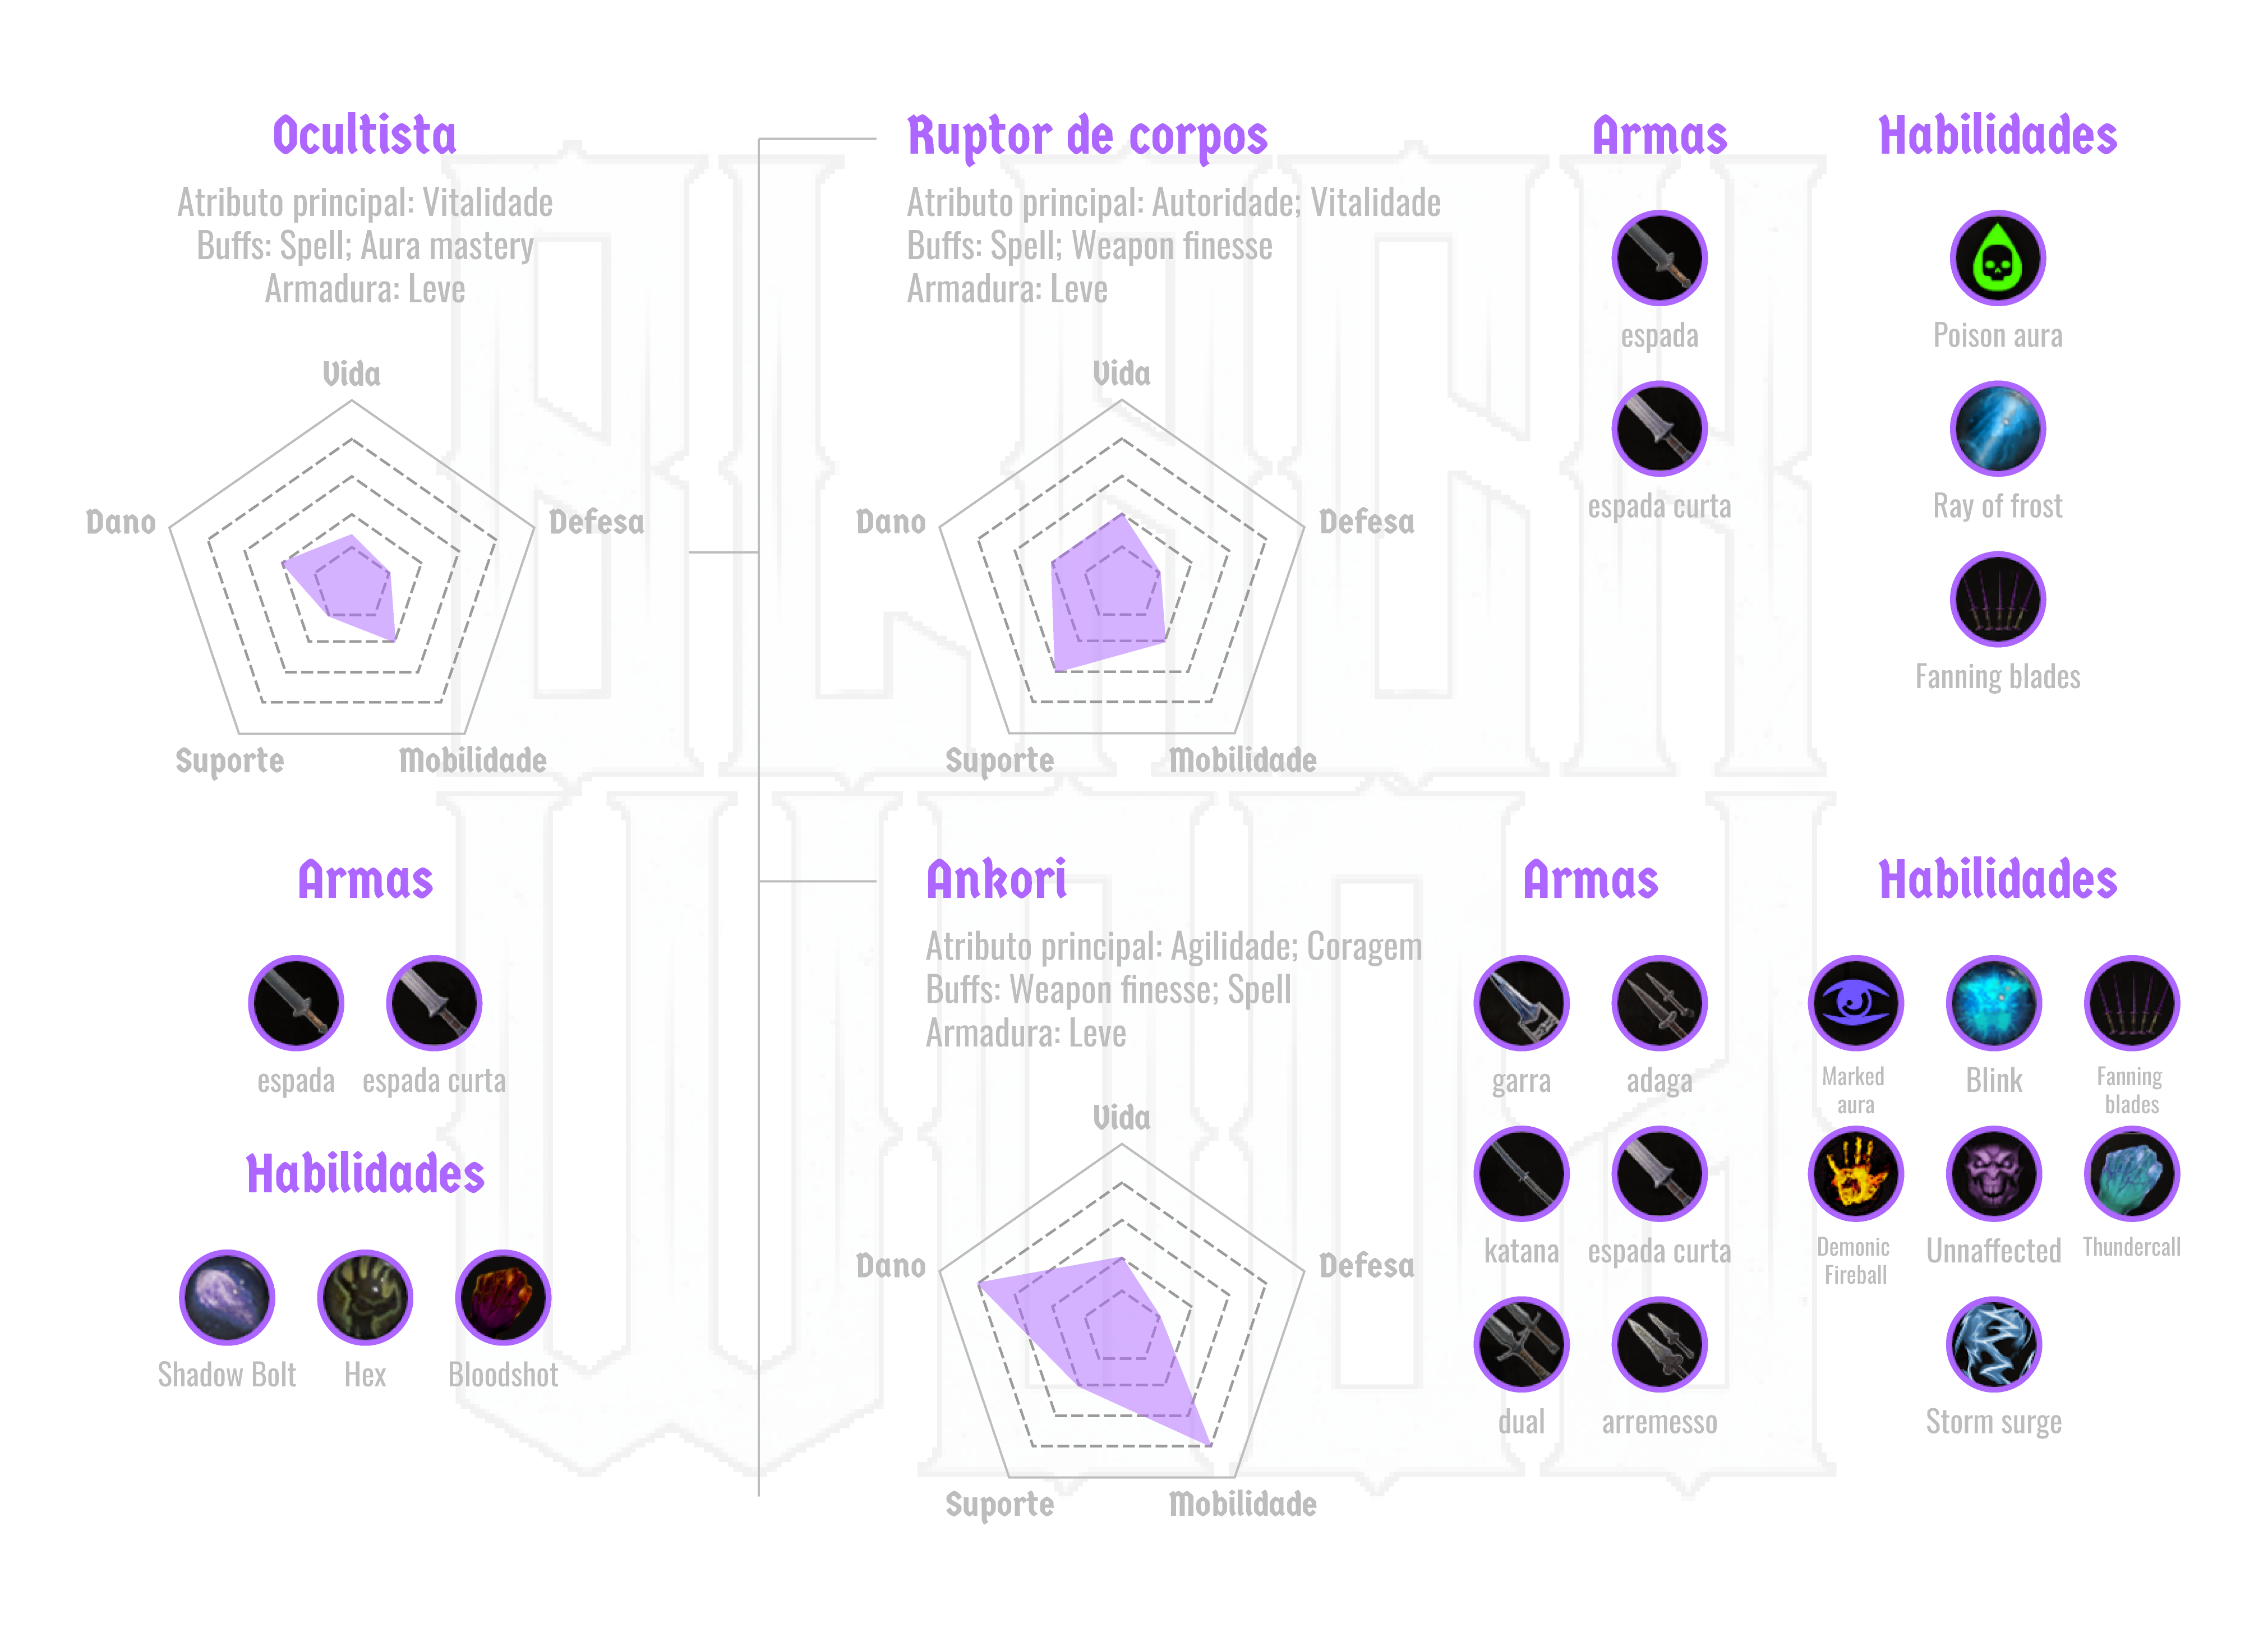 Ocultista
Atributo principal: Vitalidade
Buffs: Spell; Aura mastery
Armadura: Leve
Vida
Dano
Defesa
Suporte
Mobilidade
Armas
espada
espada curta
Habilidades
Shadow Bolt
Hex
Bloodshot
Ruptor de corpos
Atributo principal: Autoridade; Vitalidade
Buffs: Spell; Weapon finesse
Armadura: Leve
Vida
Dano
Defesa
Suporte
Mobilidade
Armas
espada
espada curta
Habilidades
Poison aura
Ray of frost
Fanning blades
Ankori
Atributo principal: Agilidade; Coragem
Buffs: Weapon finesse; Spell
Armadura: Leve
Vida
Dano
Defesa
Suporte
Mobilidade
Armas
garra
adaga
katana
espada curta
dual
arremesso
Habilidades
Marked
aura
Blink
Fanning
blades
Demonic
Fireball
Unnaffected
Thundercall
Storm surge